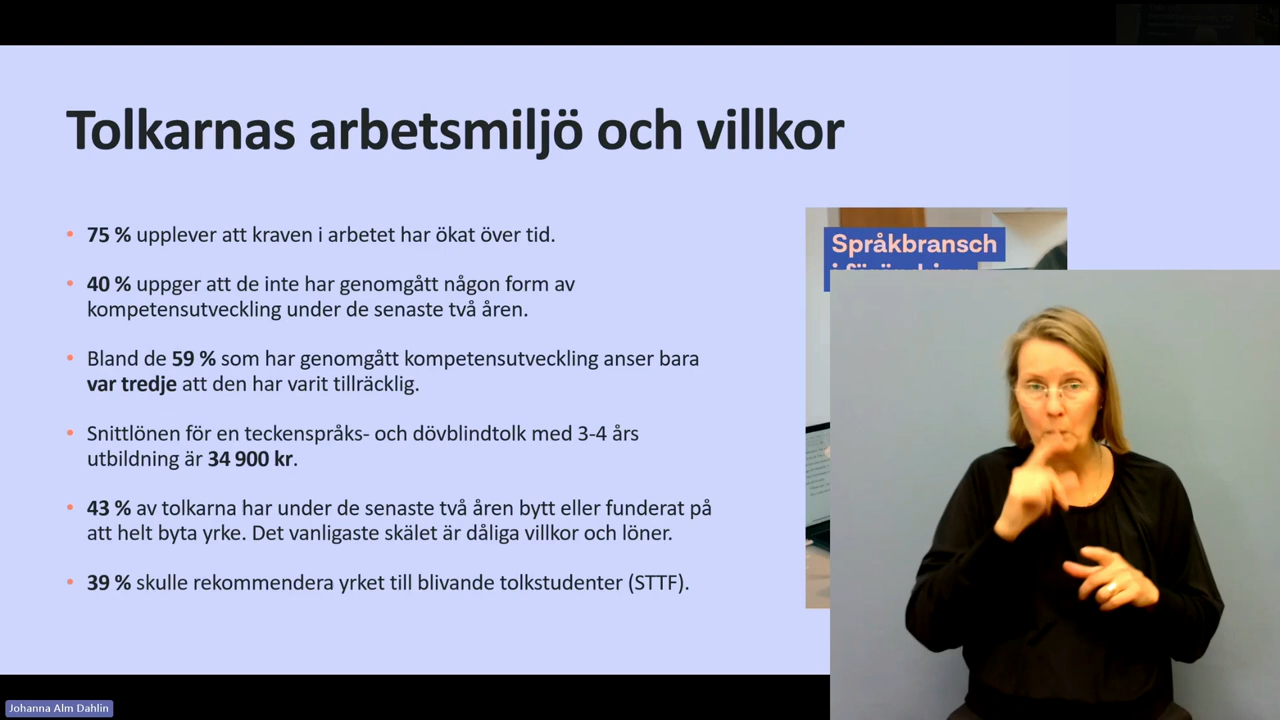 Tolkarnas arbetsmiljö och villkor
• 75 % upplever att kraven i arbetet har ökat över tid.
• 40 % uppger att de inte har genomgått någon form av
kompetensutveckling under de senaste två åren.
• Bland de 59 % som har genomgått kompetensutveckling anser bara
var tredje att den har varit tillräcklig.
• Snittlönen för en teckenspråks- och dövblindtolk med 3-4 års
utbildning är 34 900 kr.
• 43 % av tolkarna har under de senaste två åren bytt eller funderat på
att helt byta yrke. Det vanligaste skälet är dåliga villkor och löner.
• 39 % skulle rekommendera yrket till blivande tolkstudenter (STTF).
Språkbransch
Johanna Alm Dahlin